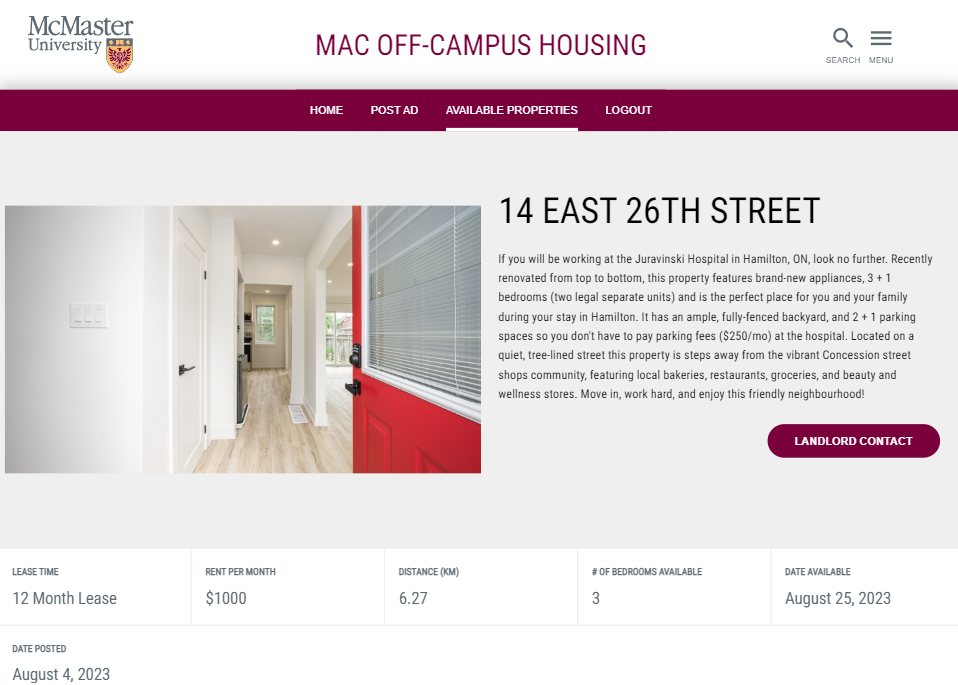 McMaster
University
MAC OFF-CAMPUS HOUSING
SEARCH MENU
HOME POST AD AVAILABLE PROPERTIES LOGOUT
14 EAST 26TH STREET
If you will be working at the Juravinski Hospital in Hamilton, ON, look no further. Recently
renovated from top to bottom, this property features brand-new appliances, 3 + 1
bedrooms (two legal separate units) and is the perfect place for you and your family
during your stay in Hamilton. It has an ample, fully-fenced backyard, and 2 + 1 parking
spaces so you don't have to pay parking fees ($250/mo) at the hospital. Located on a
quiet, tree-lined street this property is steps away from the vibrant Concession street
shops community, featuring local bakeries, restaurants, groceries, and beauty and
wellness stores. Move in, work hard, and enjoy this friendly neighbourhood!
LANDLORD CONTACT
LEASE TIME RENT PER MONTH DISTANCE (KM) # OF BEDROOMS AVAILABLE DATE AVAILABLE
12 Month Lease $1000 6.27 3 August 25, 2023
DATE POSTED
August 4, 2023